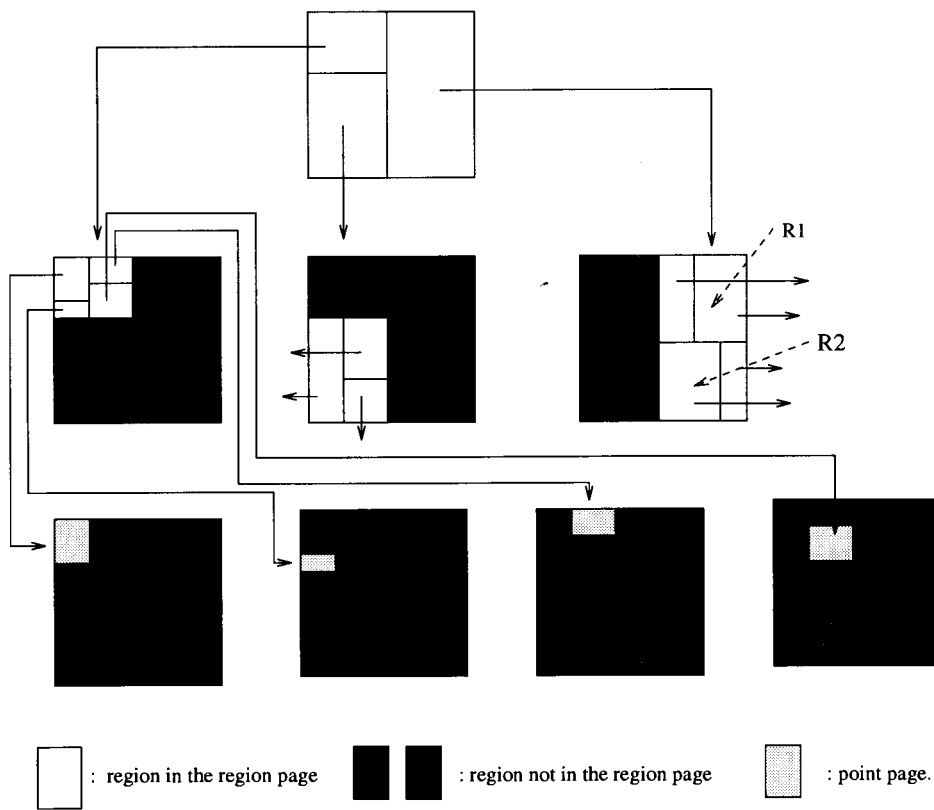 R1
R2
: region in the region page
: region not in the region page
: point page.